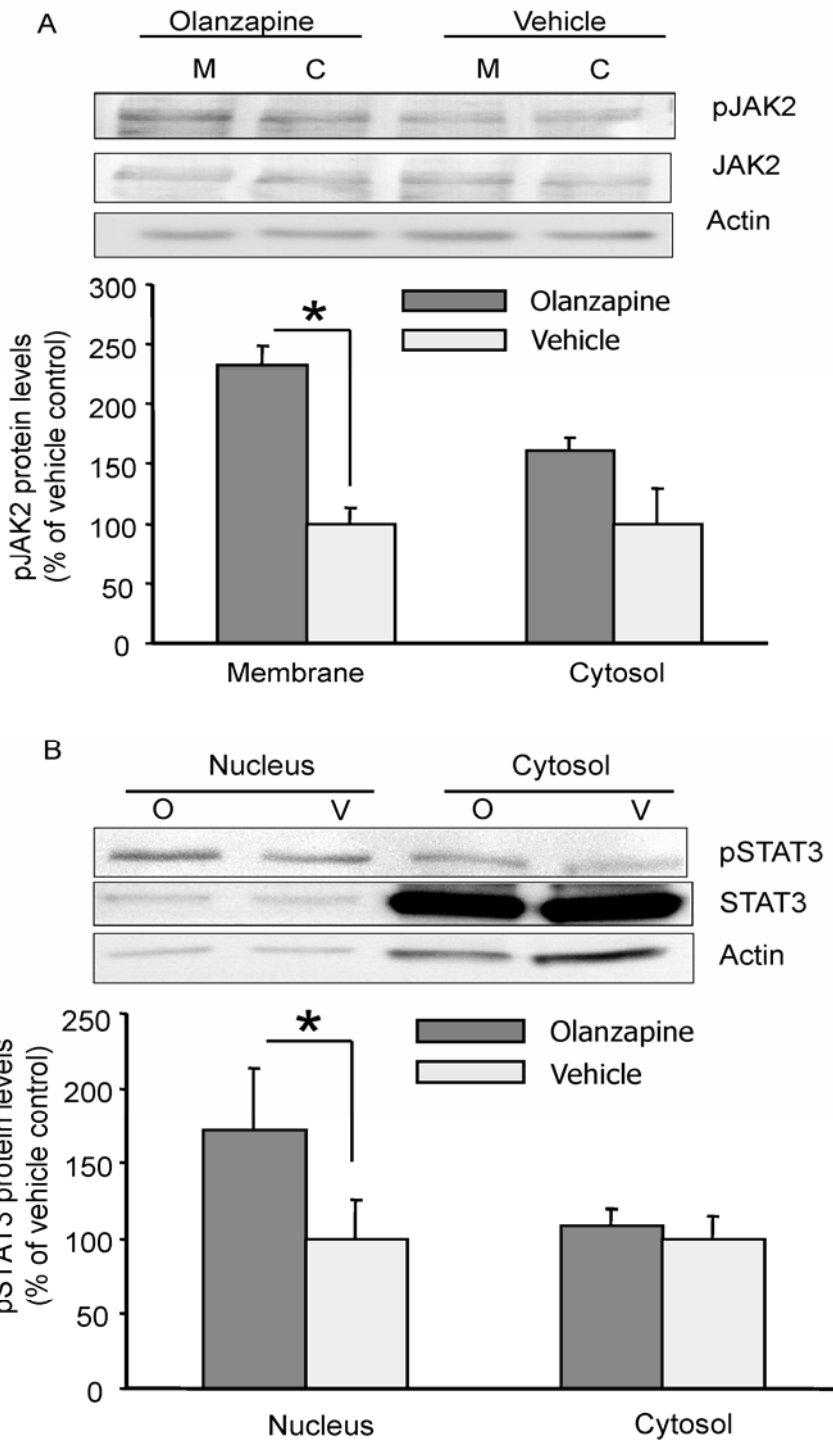 A
Olanzapine Vehicle
M C M C
pJAK2
JAK2
Actin
300
250
200
150
100
50
0
pJAK2 protein levels
(% of vehicle control)
*
Olanzapine
Vehicle
Membrane Cytosol
B
Nucleus Cytosol
O V O V
pSTAT3
STAT3
Actin
250
200
150
100
50
0
pSTAT3 protein levels
(% of vehicle control)
*
Olanzapine
Vehicle
Nucleus Cytosol